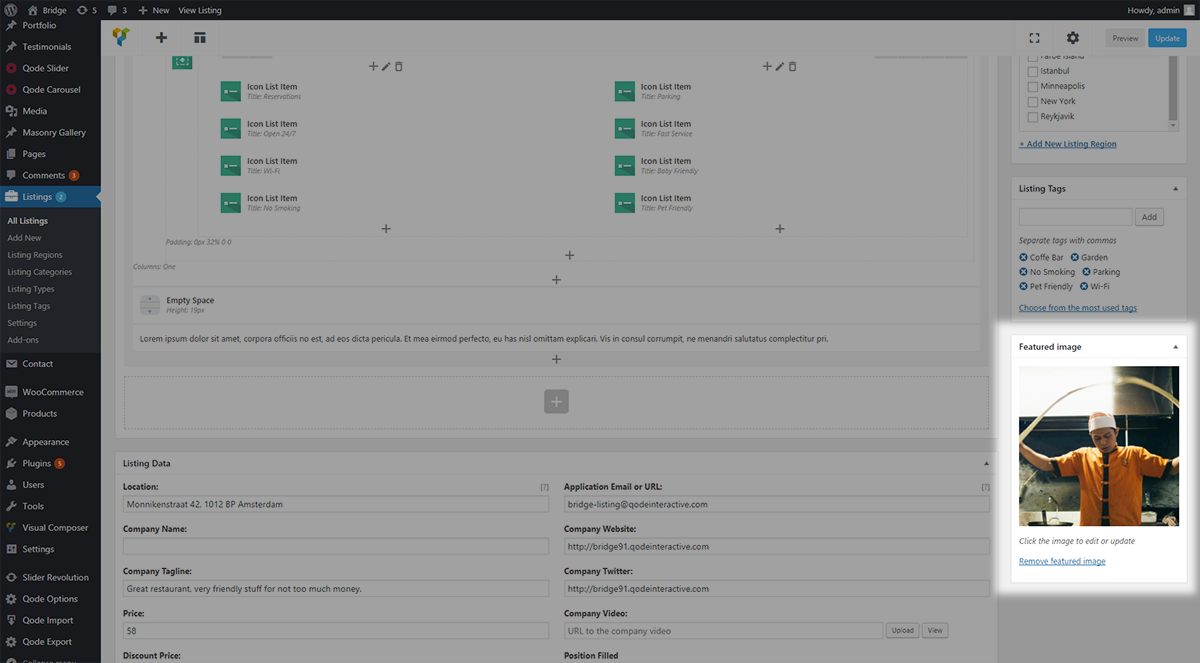 Bridge
5
3
New
View Listing
Howdy, admin
Portfolio
Testimonials
Qode Slider
Qode Carousel
Media
Masonry Gallery
Pages
Comments 3
Listings 2
All Listings
Add New
Listing Regions
Listing Categories
Listing Types
Listing Tags
Settings
Add-ons
Contact
WooCommerce
Products
Appearance
Plugins 5
Users
Tools
Visual Composer
Settings
Slider Revolution
Qode Options
Qode Import
Qode Export
Collapse menu
Preview
Update
Icon List Item
Title: Reservations
Icon List Item
Title: Open 24/7
Icon List Item
Title: Wi-Fi
Icon List Item
Title: No Smoking
Icon List Item
Title: Parking
Icon List Item
Title: Fast Service
Icon List Item
Title: Baby Friendly
Icon List Item
Title: Pet Friendly
Padding: 0px 32% 0 0
Columns: One
Empty Space
Height: 19px
Lorem ipsum dolor sit amet, corpora officiis no est, ad eos dicta pericula. Et mea eirmod perfecto, eu has nisl omittam explicari. Vis in consul corrumpit, ne menandri salutatus complectitur pri.
Listing Data
Location:
[?]
Monnikenstraat 42, 1012 BP Amsterdam
Company Name:
Company Tagline:
Great restaurant, very friendly stuff for not too much money.
Price:
58
Discount Price:
Application Email or URL:
[?]
bridge-listing@qodeinteractive.com
Company Website:
http://bridge91.qodeinteractive.com
Company Twitter:
http://bridge91.qodeinteractive.com
Company Video:
URL to the company video
Upload
View
Position Filled
Faroe Island
Istanbul
Minneapolis
New York
Reykjavik
+ Add New Listing Region
Listing Tags
Add
Separate tags with commas
Coffe Bar Garden
No Smoking Parking
Pet Friendly Wi-Fi
Choose from the most used tags
Featured image
Click the image to edit or update
Remove featured image